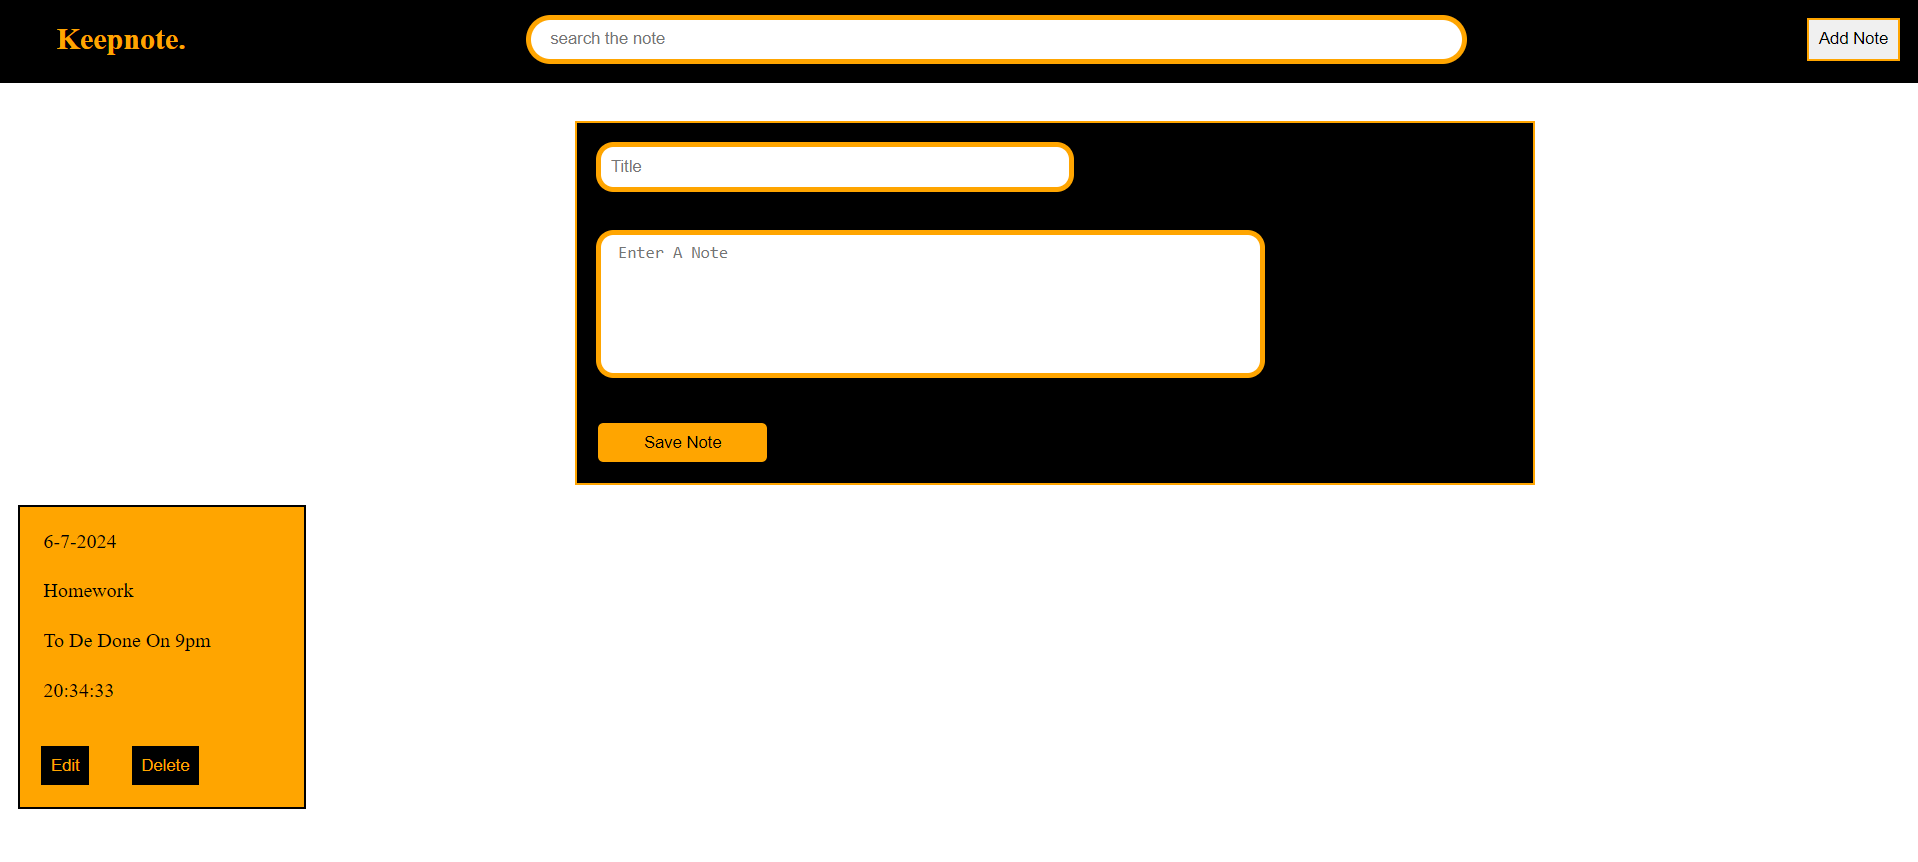 Keepnote.
search the note
Add Note
Title
Enter A Note
Save Note
6-7-2024
Homework
To De Done On 9pm
20:34:33
Edit
Delete